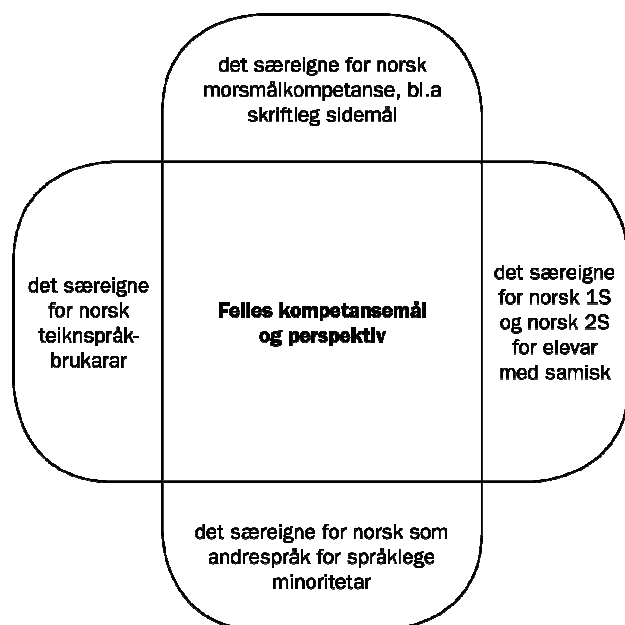 det særeigne for norsk
morsmålkompetanse, bl.a
skriftleg sidemål
det særeigne
for norsk
teiknspråk-
brukarar
Felles kompetansemål
og perspektiv
det særeigne
for norsk 1S
og norsk 2S
for elevar
med samisk
det særeigne for norsk som
andrespråk for språklege
minoritetar